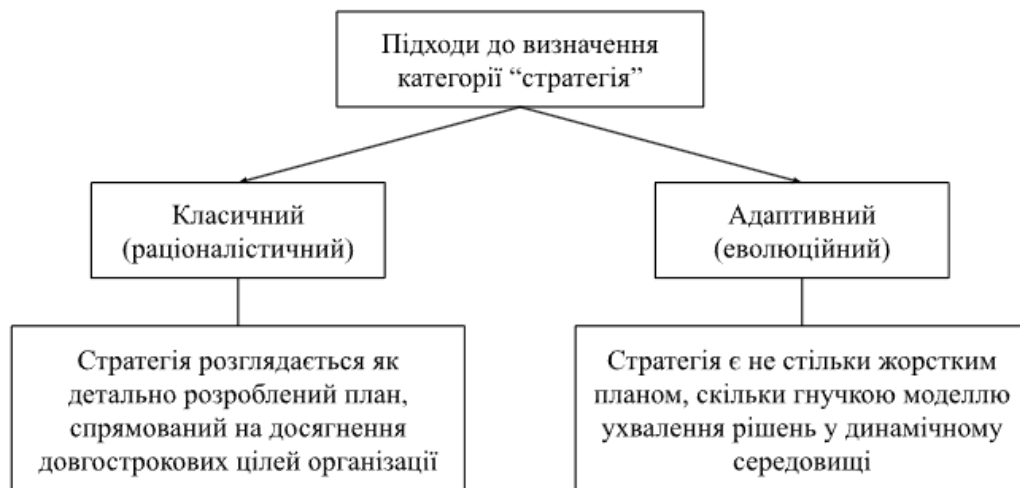 Підходи до визначення
категорії “стратегія”
Класичний
(раціоналістичний)
Адаптивний
(еволюційний)
Стратегія розглядається як
детально розроблений план,
спрямований на досягнення
довгострокових цілей організації
Стратегія є не стільки жорстким
планом, скільки гнучкою моделлю
ухвалення рішень у динамічному
середовищі